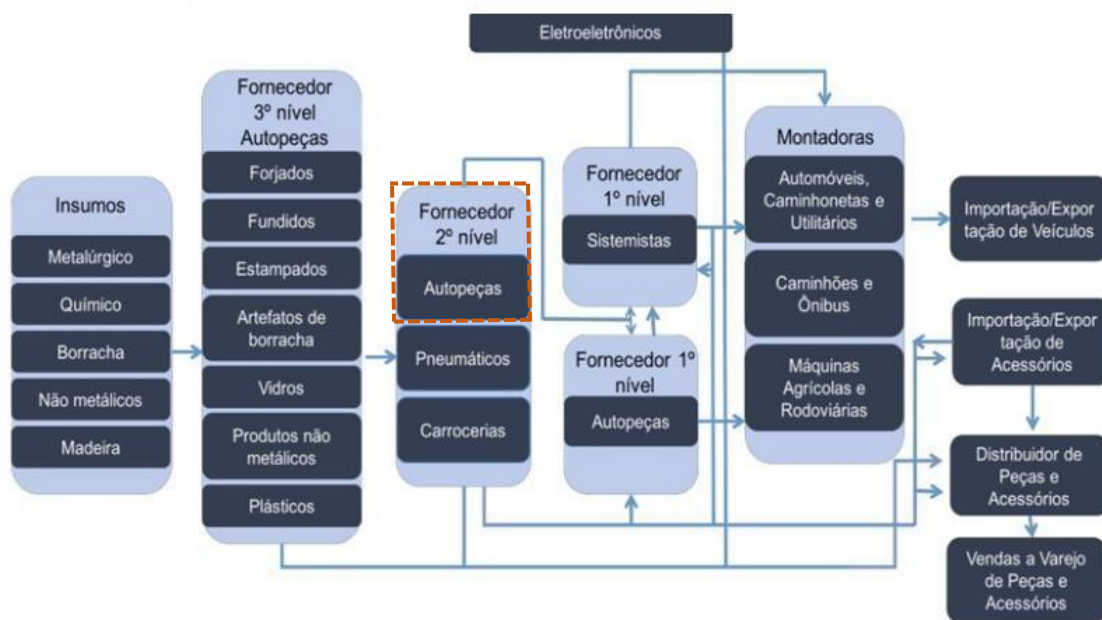 Eletroeletrônicos
Insumos
Metalúrgico
Químico
Borracha
Não metálicos
Madeira
Fornecedor
3º nível
Autopeças
Forjados
Fundidos
Estampados
Artefatos de
borracha
Vidros
Produtos não
metálicos
Plásticos
Fornecedor
2º nível
Autopeças
Pneumáticos
Carrocerias
Fornecedor
1º nível
Sistemistas
Fornecedor 1º
nível
Autopeças
Montadoras
Automóveis,
Caminhonetas e
Utilitários
Caminhões e
Ônibus
Máquinas
Agrícolas e
Rodoviárias
Importação/Expor
tação de Veículos
Importação/Expor
tação de
Acessórios
Distribuidor de
Peças e
Acessórios
Vendas a Varejo
de Peças e
Acessórios